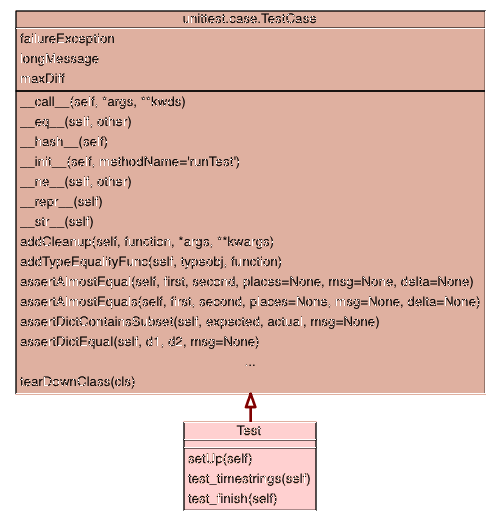 unittest.case.TestCase
failureException
longMessage
maxDiff
__call__(self, *args, **kwds)
__eq__(self, other)
__hash__(self)
__init__(self, methodName='runTest')
__ne__(self, other)
__repr__(self)
__str__(self)
addCleanup(self, function, *args, **kwargs)
addTypeEqualityFunc(self, typeobj, function)
assertAlmostEqual(self, first, second, places=None, msg=None, delta=None)
assertAlmostEquals(self, first, second, places=None, msg=None, delta=None)
assertDictContainsSubset(self, expected, actual, msg=None)
assertDictEqual(self, d1, d2, msg=None)
...
tearDownClass(cls)
Test
setUp(self)
test_timestrings(self)
test_finish(self)